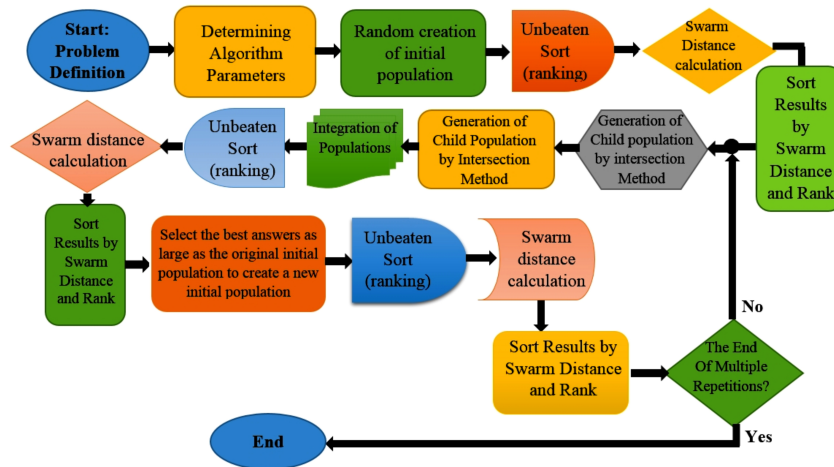 Start:
Problem
Definition
Determining
Algorithm
Parameters
Random creation
of initial
population
Unbeaten
Sort
(ranking)
Swarm
Distance
calculation
Sort
Results
by
Swarm
Distance
and Rank
Generation of
Child population
by intersection
Method
Generation of
Child Population
by Intersection
Method
Integration of
Populations
Unbeaten
Sort
(ranking)
Swarm distance
calculation
Sort
Results by
Swarm
Distance
and Rank
Select the best answers as
large as the original initial
population to create a new
initial population
Unbeaten
Sort
(ranking)
Swarm
distance
calculation
Sort Results by
Swarm Distance
and Rank
The End
Of Multiple
Repetitions?
No
Yes
End